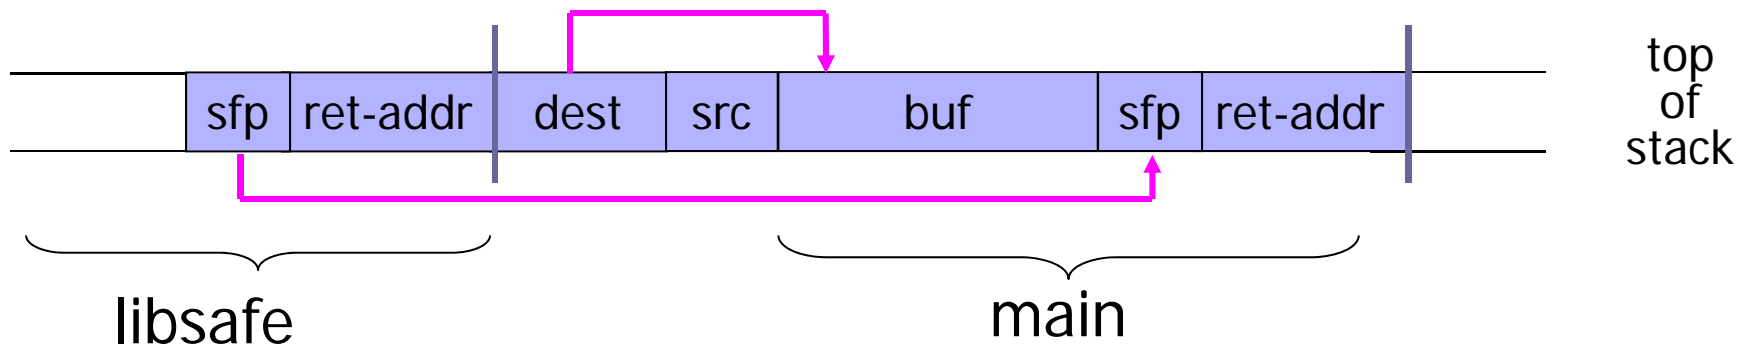 top
of
stack
sfp ret-addr dest src buf sfp ret-addr
libsafe main